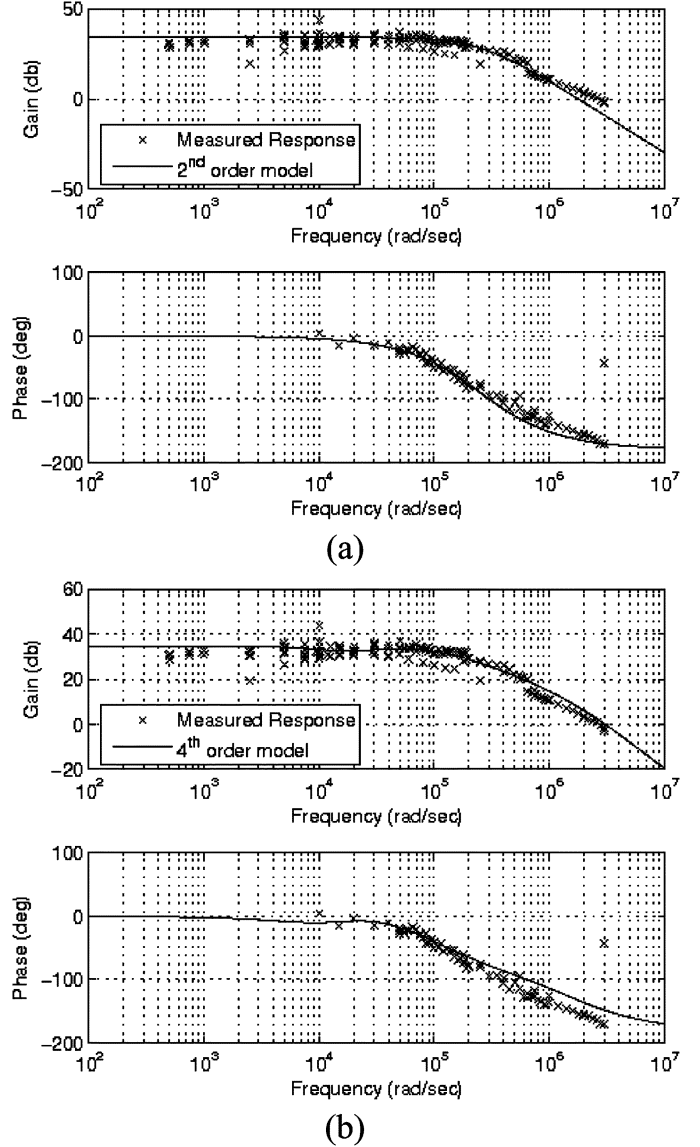 50
0
−50
Gain (db)
× Measured Response
2nd order model
10^2 10^3 10^4 10^5 10^6 10^7
Frequency (rad/sec)
100
0
−100
−200
Phase (deg)
10^2 10^3 10^4 10^5 10^6 10^7
Frequency (rad/sec)
(a)
60
40
20
0
−20
Gain (db)
× Measured Response
4th order model
10^2 10^3 10^4 10^5 10^6 10^7
Frequency (rad/sec)
100
0
−100
−200
Phase (deg)
10^2 10^3 10^4 10^5 10^6 10^7
Frequency (rad/sec)
(b)